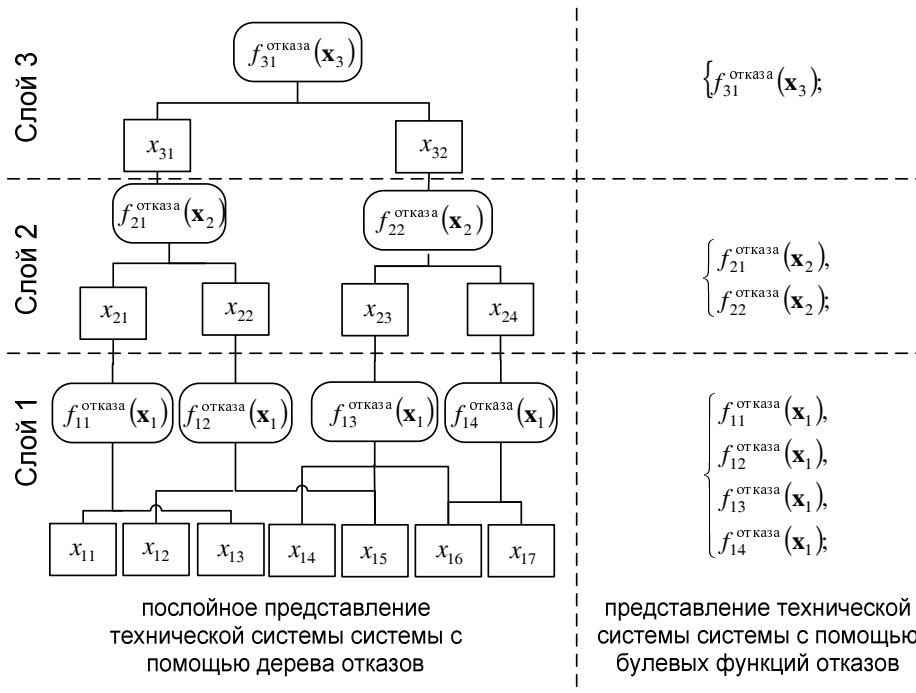 Слой 3
f₃₁^отказа(x₃)
{f₃₁^отказа(x₃);
x₃₁ x₃₂
Слой 2
f₂₁^отказа(x₂) f₂₂^отказа(x₂)
{f₂₁^отказа(x₂),
f₂₂^отказа(x₂);
x₂₁ x₂₂ x₂₃ x₂₄
Слой 1
f₁₁^отказа(x₁) f₁₂^отказа(x₁) f₁₃^отказа(x₁) f₁₄^отказа(x₁)
{f₁₁^отказа(x₁),
f₁₂^отказа(x₁),
f₁₃^отказа(x₁),
f₁₄^отказа(x₁);
x₁₁ x₁₂ x₁₃ x₁₄ x₁₅ x₁₆ x₁₇
послойное представление
технической системы системы с
помощью дерева отказов
представление технической
системы системы с помощью
булевых функций отказов